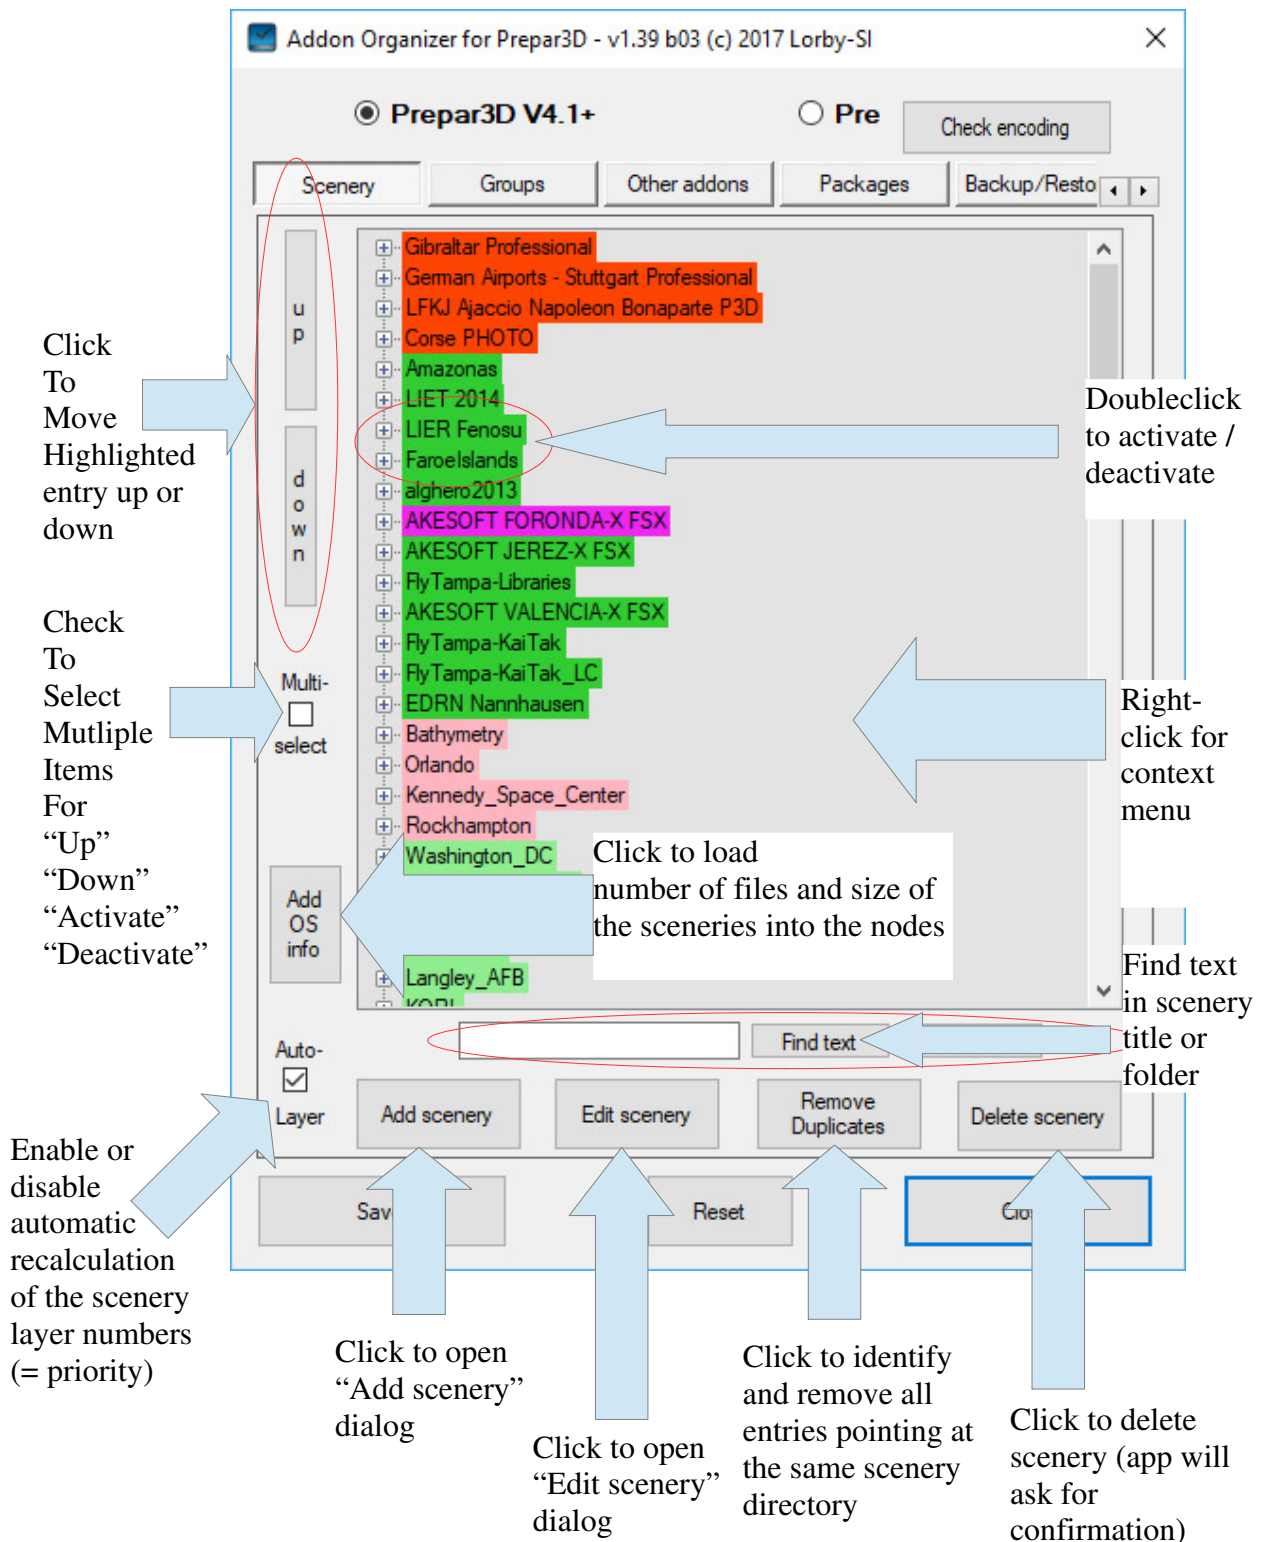 Addon Organizer for Prepar3D - v1.39 b03 (c) 2017 Lorby-SI
Prepar3D V4.1+
Pre
Check encoding
Scenery
Groups
Other addons
Packages
Backup/Resto
up
down
Gibraltar Professional
German Airports - Stuttgart Professional
LFKJ Ajaccio Napoleon Bonaparte P3D
Corse PHOTO
Amazonas
LIET 2014
LIER Fenosu
FaroeIslands
alghero2013
AKESOFT FORONDA-X FSX
AKESOFT JEREZ-X FSX
FlyTampa-Libraries
AKESOFT VALENCIA-X FSX
FlyTampa-KaiTak
FlyTampa-KaiTak_LC
EDRN Nannhausen
Bathymetry
Orlando
Kennedy_Space_Center
Rockhampton
Washington_DC
Langley_AFB
Click
To
Move
Highlighted
entry up or
down
Doubleclick
to activate /
deactivate
Check
To
Select
Mutliple
Items
For
“Up”
“Down”
“Activate”
“Deactivate”
Multi-
select
Right-
click for
context
menu
Add
OS
info
Click to load
number of files and size of
the sceneries into the nodes
Find text
in scenery
title or
folder
Find text
Auto-
Layer
Add scenery
Edit scenery
Remove
Duplicates
Delete scenery
Enable or
disable
automatic
recalculation
of the scenery
layer numbers
(= priority)
Reset
Click to open
“Add scenery”
dialog
Click to open
“Edit scenery”
dialog
Click to identify
and remove all
entries pointing at
the same scenery
directory
Click to delete
scenery (app will
ask for
confirmation)